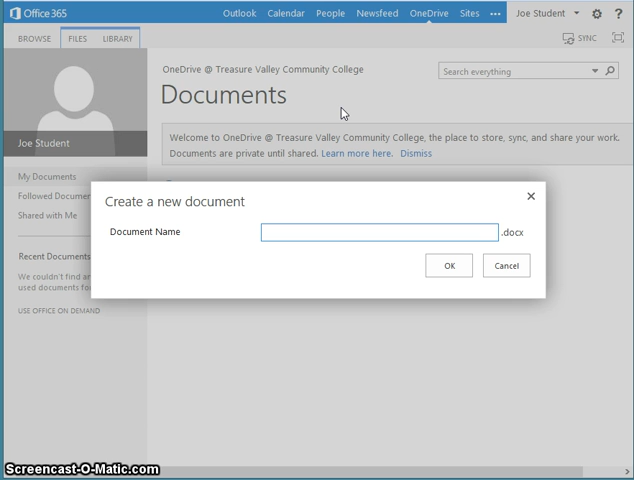 Office 365
Outlook Calendar People Newsfeed OneDrive Sites ••• Joe Student ?
BROWSE FILES LIBRARY SYNC
OneDrive @ Treasure Valley Community College
Search everything
Documents
Joe Student
Welcome to OneDrive @ Treasure Valley Community College, the place to store, sync, and share your work.
Documents are private until shared. Learn more here. Dismiss
My Documents
Followed
Shared with Me
Recent Documents
We couldn't find
used documents
USE OFFICE ON DEMAND
Create a new document
Document Name .docx
OK Cancel
Screencast-O-Matic.com